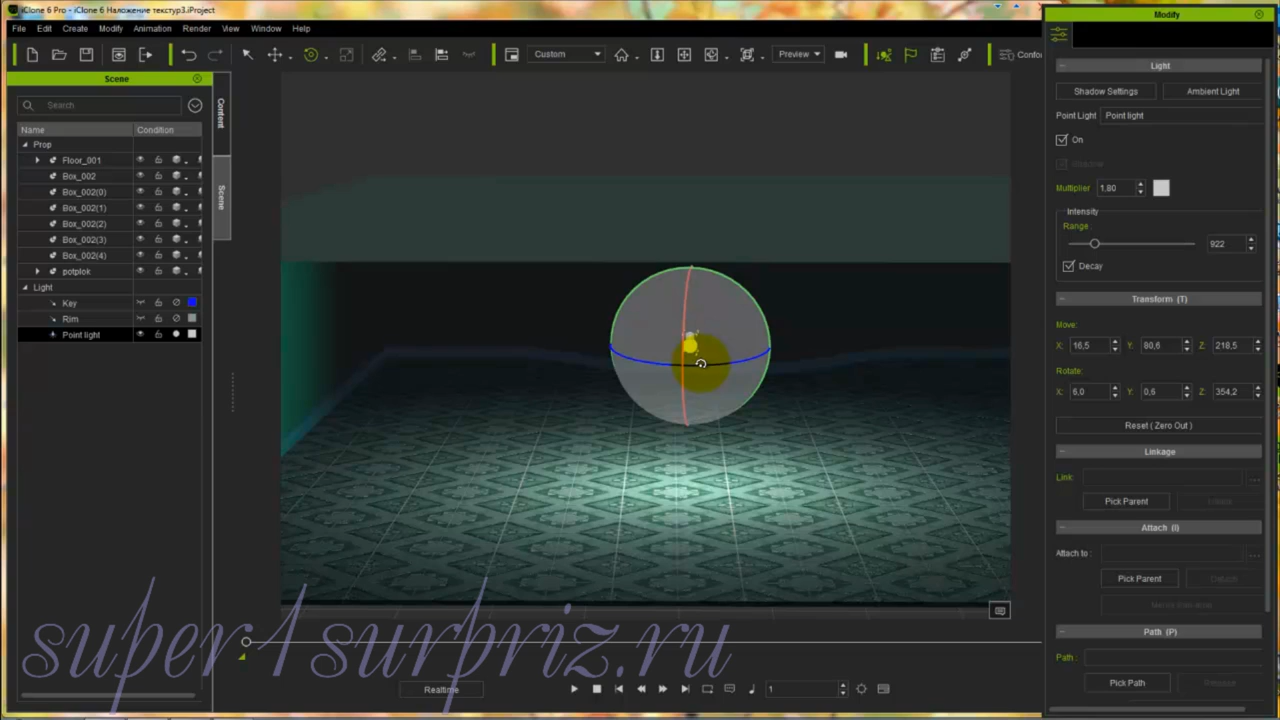 iClone 6 Pro - iClone 6 Наложение текстур3.iProject
File Edit Create Modify Animation Render View Window Help
Custom
Preview
Scene
Search
Name Condition
Prop
Floor_001
Box_002
Box_002(0)
Box_002(1)
Box_002(2)
Box_002(3)
Box_002(4)
potplok
Light
Key
Rim
Point light
Content
Scene
Modify
Light
Shadow Settings Ambient Light
Point Light Point light
On
Multiplier 1,80
Intensity
Range:
922
Decay
Transform (T)
Move:
X: 16,5 Y: 80,6 Z: 218,5
Rotate:
X: 6,0 Y: 0,6 Z: 354,2
Reset ( Zero Out )
Linkage
Link:
Pick Parent
Attach (I)
Attach to :
Pick Parent Detach
Path (P)
Path :
Pick Path
Realtime
1
super1surpriz.ru